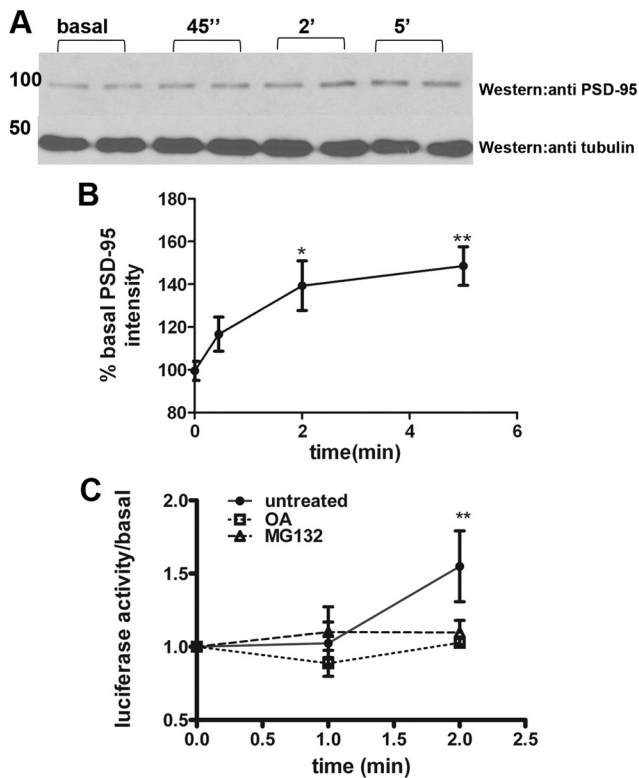 A
basal 45’’ 2’ 5’
100
Western:anti PSD-95
50
Western:anti tubulin
B
180
160
140
120
100
80
% basal PSD-95
intensity
*
**
0 2 4 6
time(min)
C
2.0
1.5
1.0
0.5
luciferase activity/basal
untreated
OA
MG132
**
0.0 0.5 1.0 1.5 2.0 2.5
time (min)